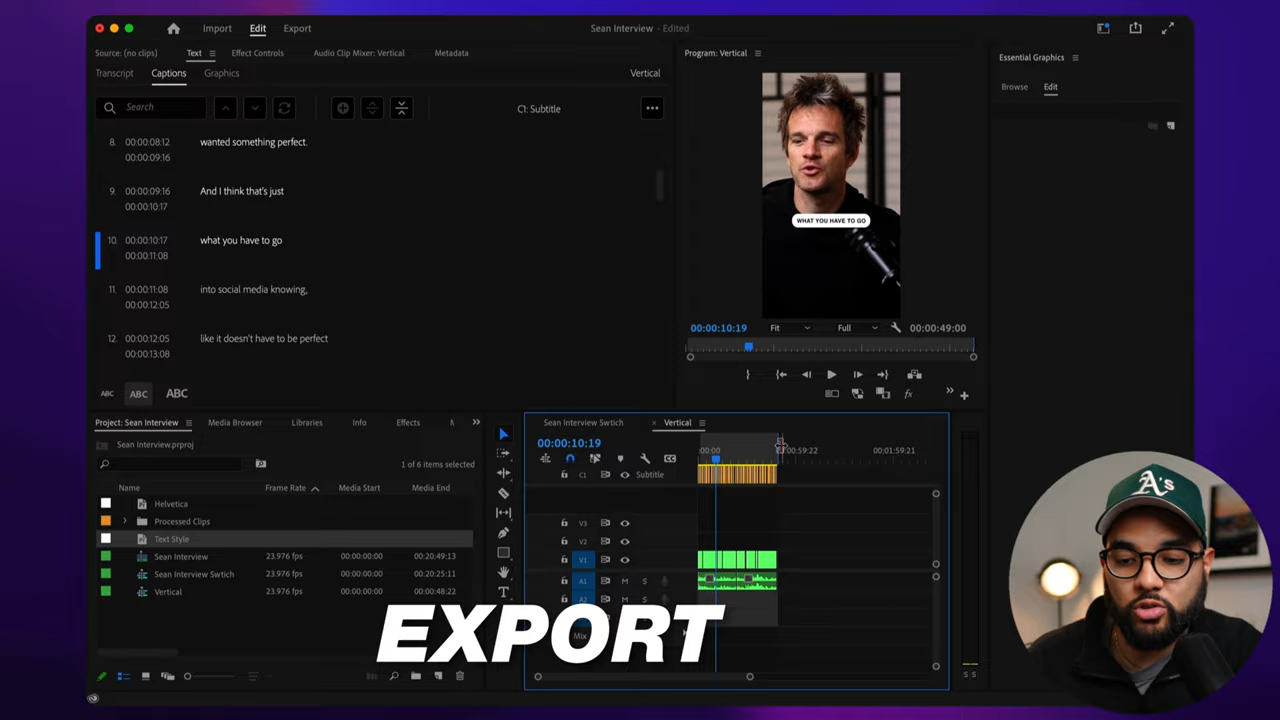 Import Edit Export Sean Interview - Edited
Source: (no clips) Text Effect Controls Audio Clip Mixer: Vertical Metadata Program: Vertical Essential Graphics
Transcript Captions Graphics Vertical Browse Edit
Search C1: Subtitle
8. 00:00:08:12 wanted something perfect.
00:00:09:16
9. 00:00:09:16 And I think that's just
00:00:10:17
10. 00:00:10:17 what you have to go
00:00:11:08
11. 00:00:11:08 into social media knowing,
00:00:12:05
12. 00:00:12:05 like it doesn't have to be perfect
00:00:13:08
ABC ABC ABC
WHAT YOU HAVE TO GO
00:00:10:19 Fit Full 00:00:49:00
fx
Project: Sean Interview Media Browser Libraries Info Effects
Sean Interview.prproj
1 of 6 items selected
Name Frame Rate Media Start Media End
Helvetica
Processed Clips
Text Style
Sean Interview 23.976 fps 00:00:00:00 00:20:49:13
Sean Interview Swtich 23.976 fps 00:00:00:00 00:20:25:11
Vertical 23.976 fps 00:00:00:00 00:00:48:22
Sean Interview Swtich Vertical
00:00:10:19
:00:00 00:00:59:22 00:01:59:21
C1 Subtitle
V3
V2
V1
A1 M S
A2 M S
Mix
S S
EXPORT
A's